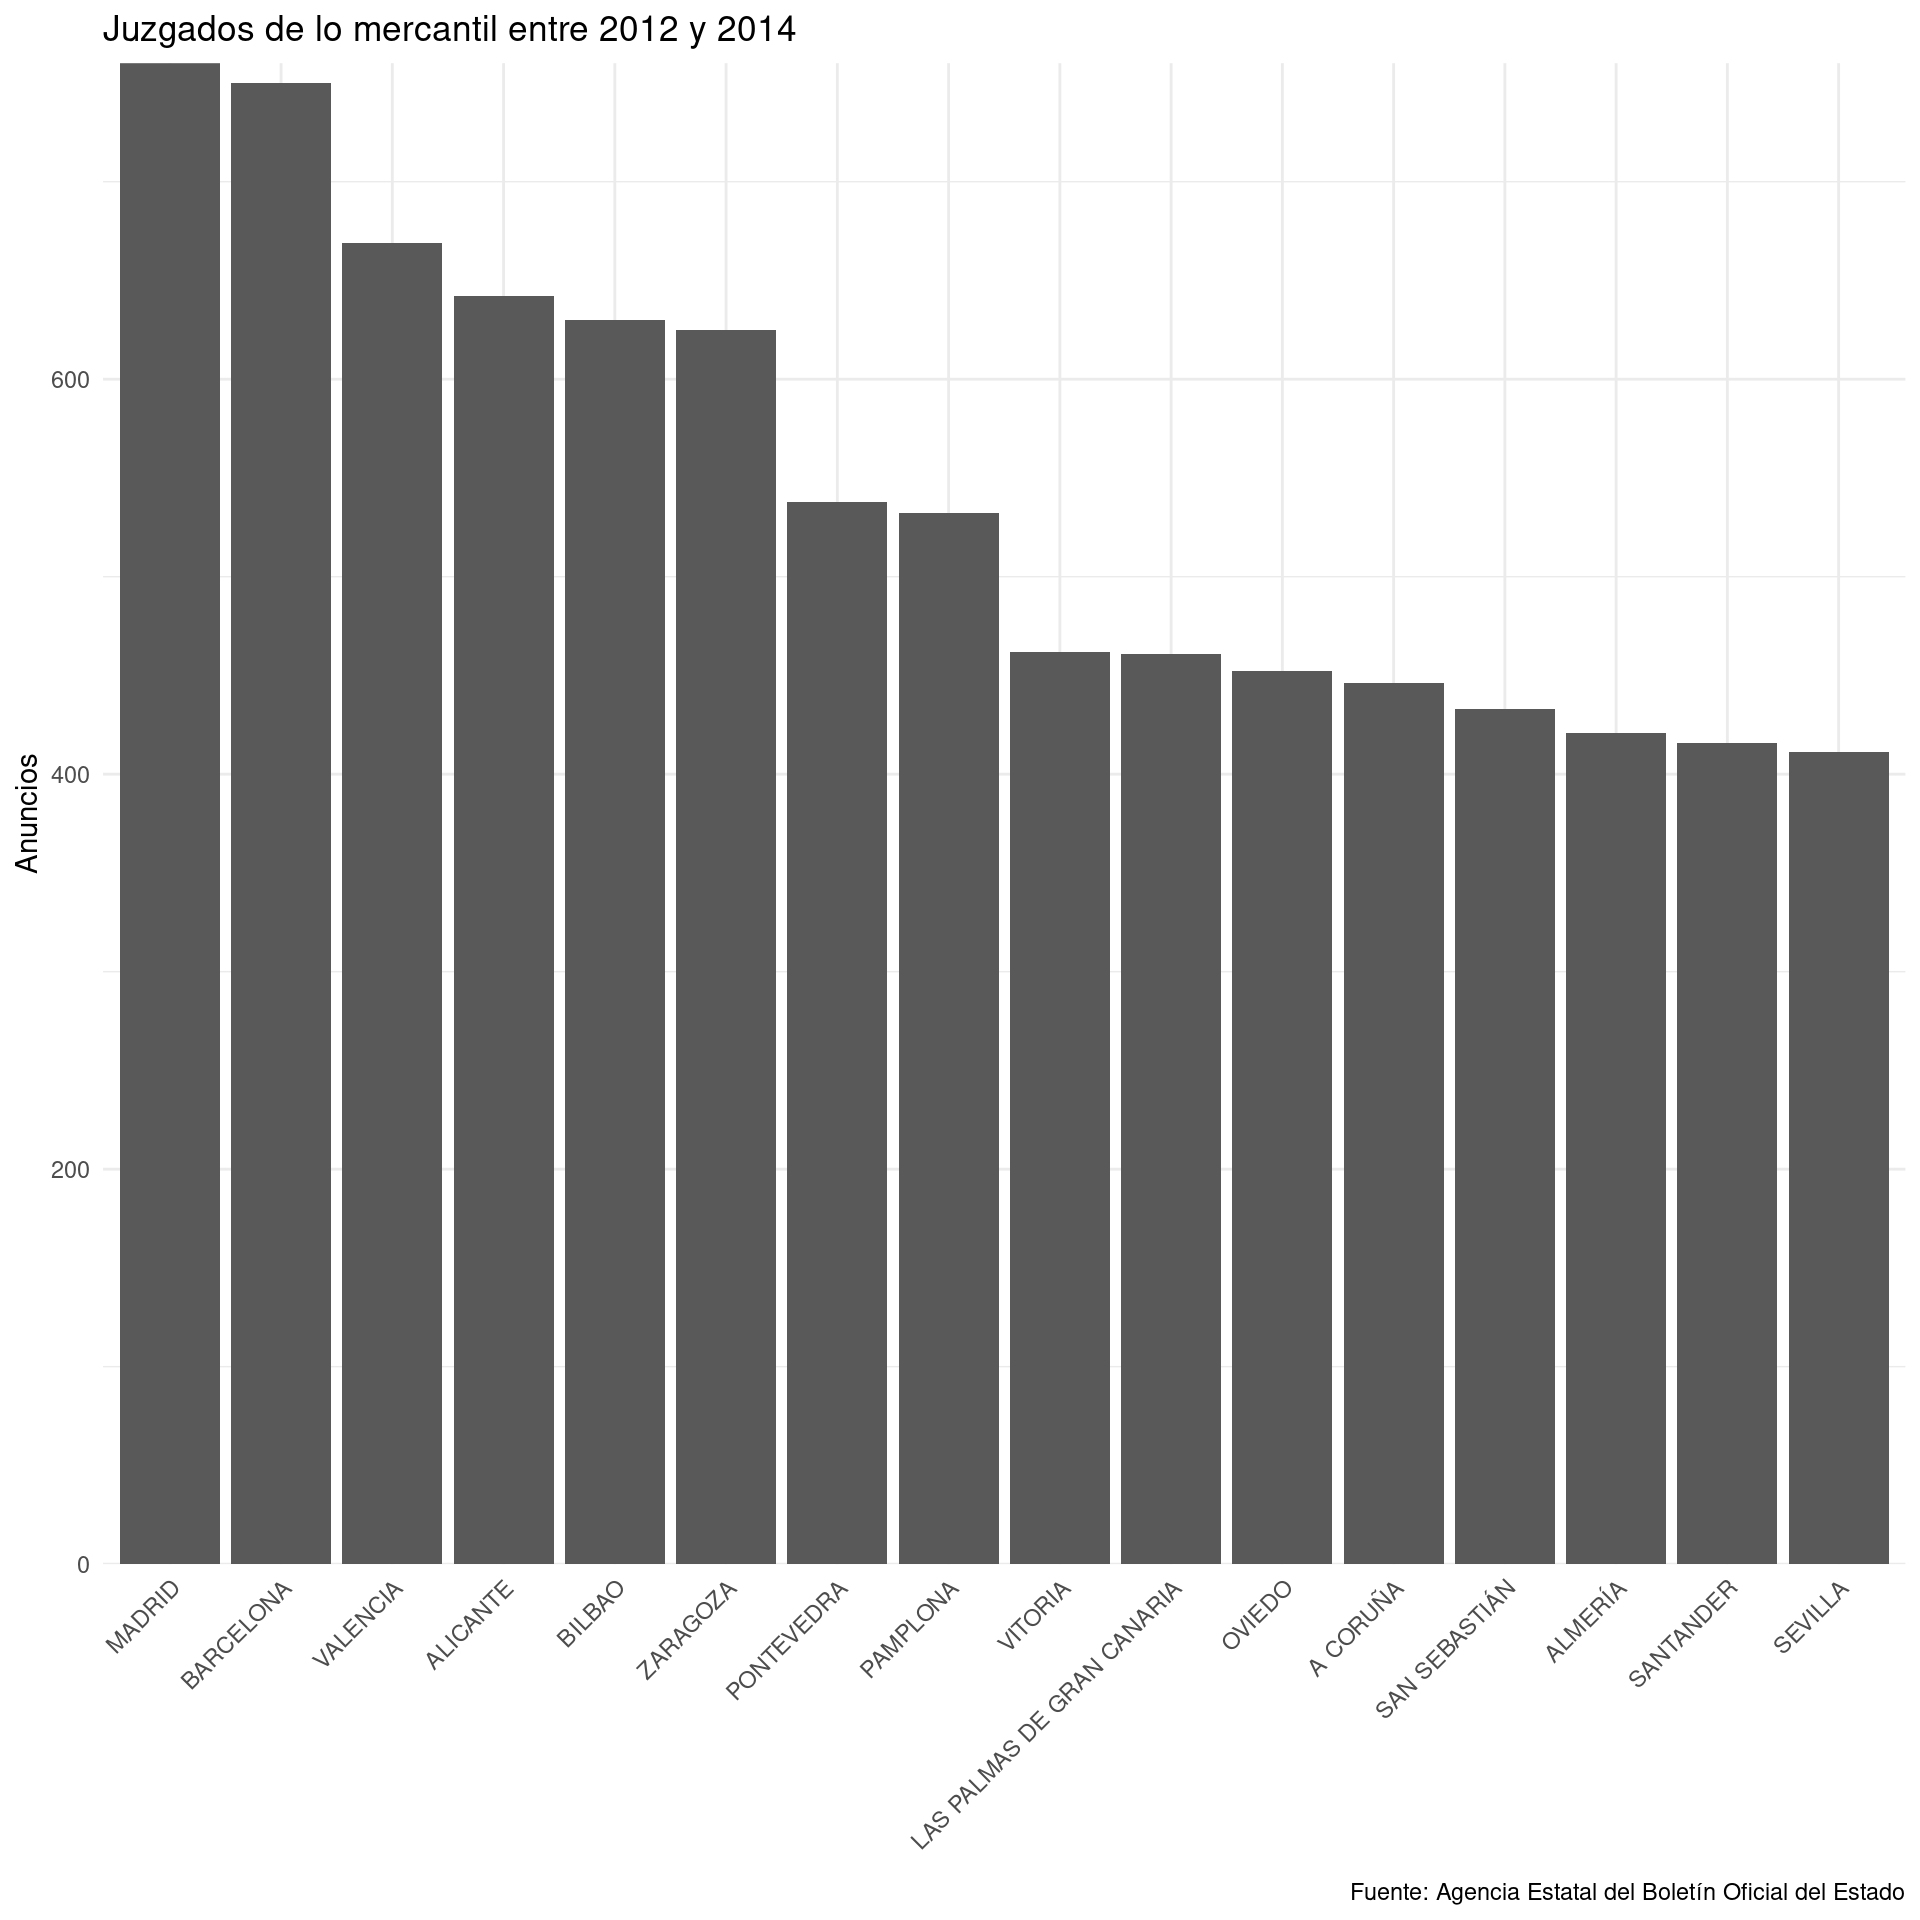 Juzgados de lo mercantil entre 2012 y 2014
Anuncios
600
400
200
0
MADRID
BARCELONA
VALENCIA
ALICANTE
BILBAO
ZARAGOZA
PONTEVEDRA
PAMPLONA
VITORIA
LAS PALMAS DE GRAN CANARIA
OVIEDO
A CORUÑA
SAN SEBASTIÁN
ALMERÍA
SANTANDER
SEVILLA
Fuente: Agencia Estatal del Boletín Oficial del Estado